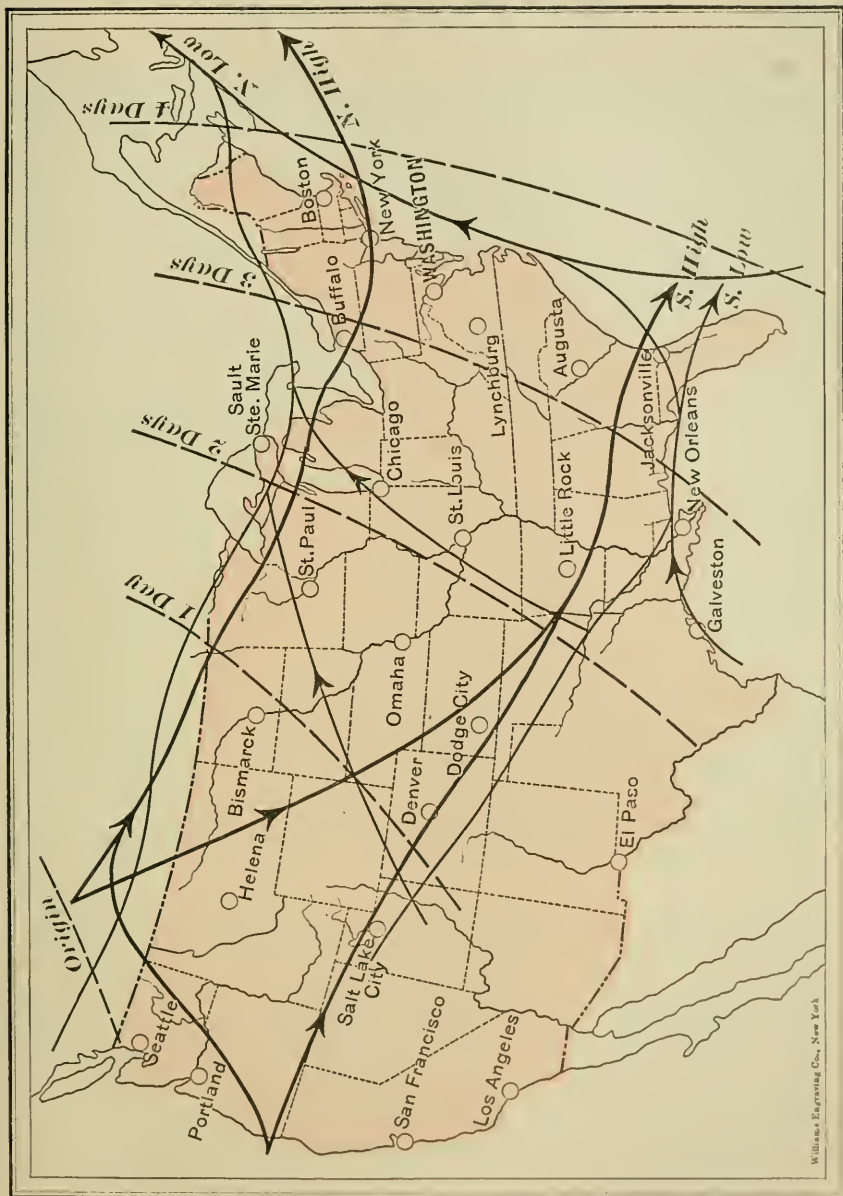 Origin
1 Day
2 Days
3 Days
4 Days
N. Low
N. High
S. High
S. Low
Seattle
Portland
San Francisco
Los Angeles
Helena
Salt Lake
City
Bismarck
Denver
Dodge City
El Paso
Omaha
St. Paul
Sault
Ste. Marie
Chicago
St. Louis
Little Rock
Galveston
New Orleans
Buffalo
Boston
New York
WASHINGTON
Lynchburg
Augusta
Jacksonville
Williams Engraving Co., New York